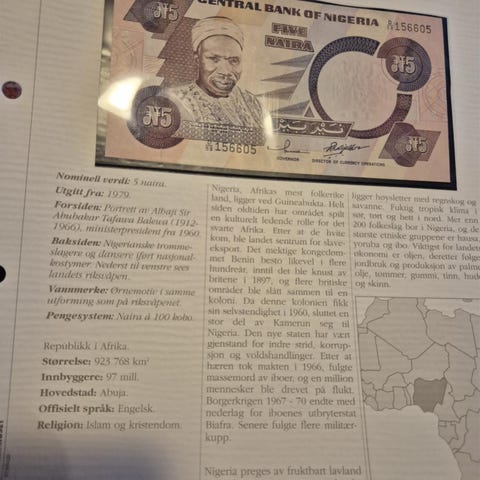 CENTRAL BANK OF NIGERIA
₦5
FIVE
NAIRA
156605
₦5
₦5
156605
GOVERNOR
DIRECTOR OF CURRENCY OPERATIONS
Nominell verdi: 5 naira.
Utgitt fra: 1979.
Forsiden: Portrett av Alhaji Sir
Abubakar Tafawa Balewa (1912-
1966), ministerpresident fra 1960.
Baksiden: Nigerianske tromme-
slagere og dansere iført nasjonal-
kostymer. Nederst til venstre sees
landets riksvåpen.
Vannmerke: Ørnemotiv i samme
utforming som på riksvåpenet.
Pengesystem: Naira à 100 kobo.
Republikk i Afrika.
Størrelse: 923 768 km²
Innbyggere: 97 mill.
Hovedstad: Abuja.
Offisielt språk: Engelsk.
Religion: Islam og kristendom.
Nigeria, Afrikas mest folkerike
land, ligger ved Guineabukta. Helt
siden oldtiden har området spilt
en kulturelt ledende rolle for det
svarte Afrika. Etter at de hvite
kom, ble landet sentrum for slave-
eksport. Det mektige kongedøm-
met Benin besto likevel i flere
hundreår, inntil det ble knust av
britene i 1897, og flere britiske
områder ble slått sammen til en
koloni. Da denne kolonien fikk
sin selvstendighet i 1960, sluttet en
stor del av Kamerun seg til
Nigeria. Den nye staten har vært
gjenstand for indre strid, korrup-
sjon og voldshandlinger. Etter at
hæren tok makten i 1966, fulgte
massemord av iboer, og en million
mennesker ble drevet på flukt.
Borgerkrigen 1967 - 70 endte med
nederlag for iboenes utbryterstat
Biafra. Senere fulgte flere militær-
kupp.
Nigeria preges av fruktbart lavland
ligger høysletter med regnskog og
savanne. Fuktig tropisk klima i
sør, tørt og hett i nord. Mer enn
200 folkeslag bor i Nigeria, og de
største etniske gruppene er hausa,
yoruba og ibo. Viktigst for landets
økonomi er oljen, deretter følger
jordbruk og produksjon av palme-
olje, tømmer, gummi, tinn, huder
og skinn.